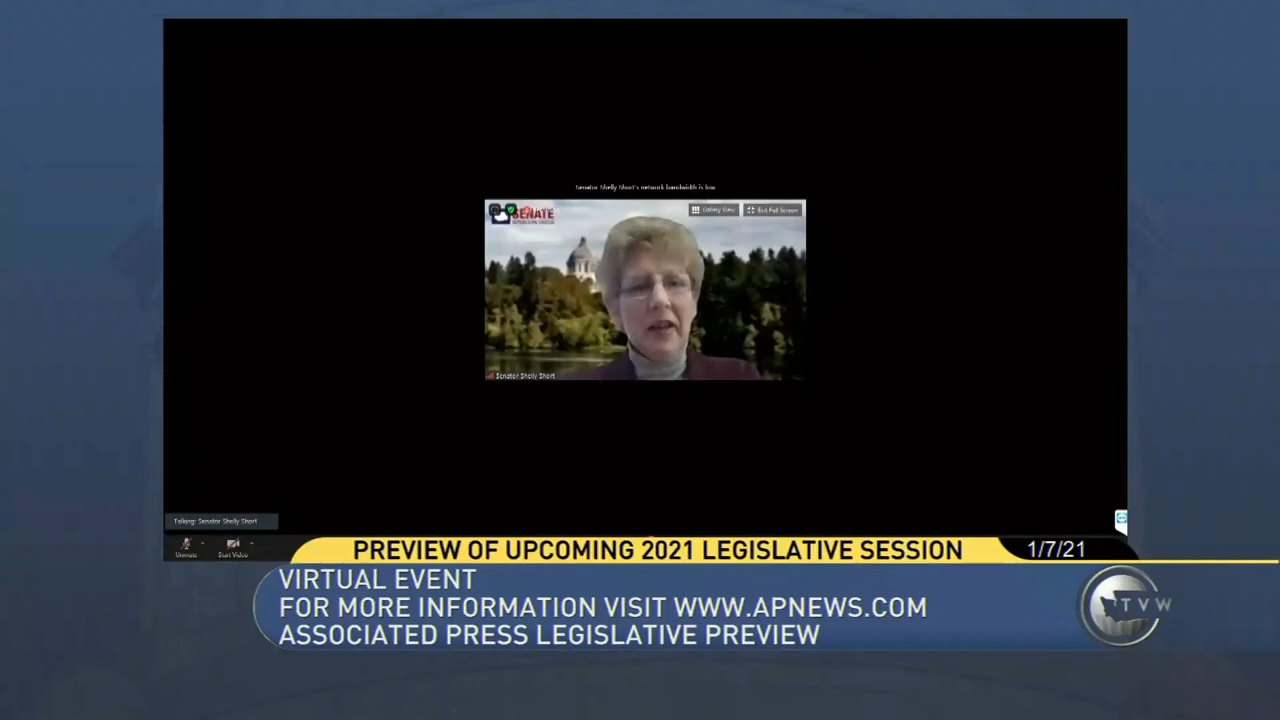 Senator Shelly Short's network bandwidth is low
SENATE
REPUBLICAN CAUCUS
Gallery View
Exit Full Screen
Senator Shelly Short
Talking: Senator Shelly Short
Unmute
Start Video
PREVIEW OF UPCOMING 2021 LEGISLATIVE SESSION
1/7/21
VIRTUAL EVENT
FOR MORE INFORMATION VISIT WWW.APNEWS.COM
ASSOCIATED PRESS LEGISLATIVE PREVIEW
TVW